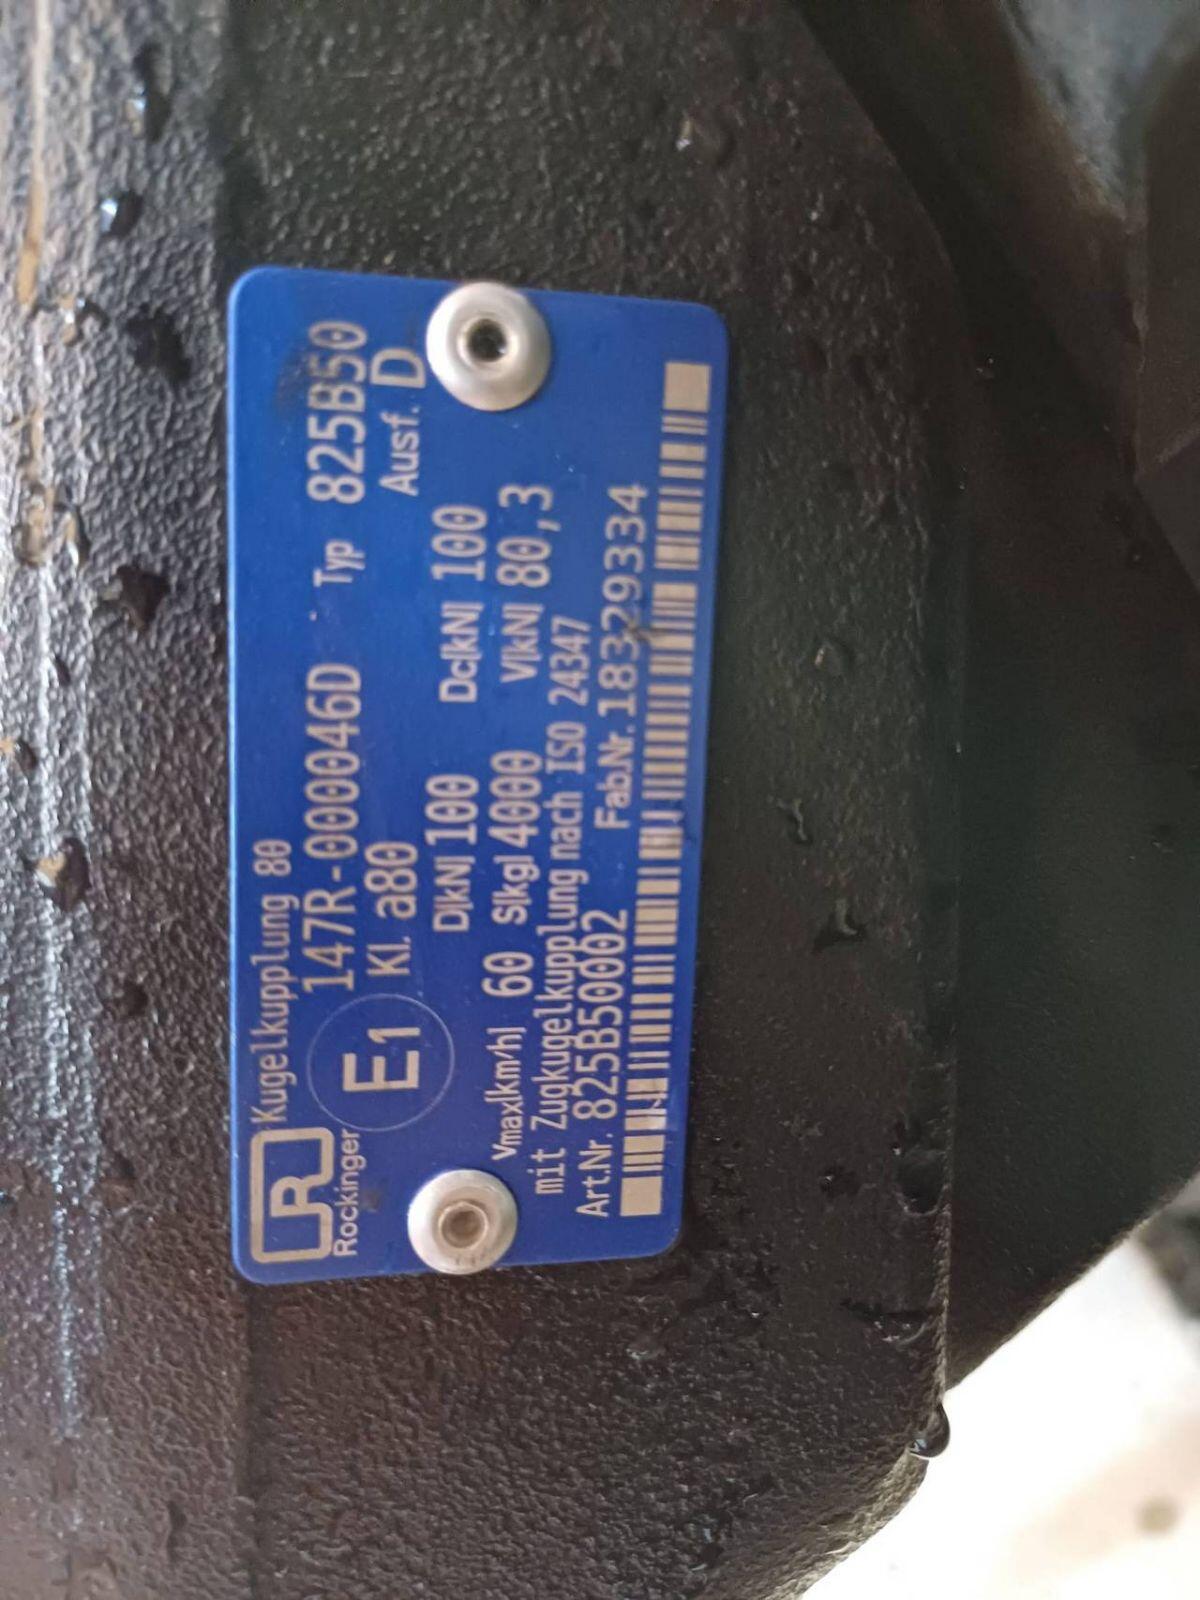 Kugelkupplung 80
Rockinger
147R-000046D Typ 825B50
E1 Kl. a80 Ausf. D
D[kN] 100 Dc[kN] 100
Vmax[km/h] 60 S[kg] 4000 V[kN] 80,3
mit Zugkugelkupplung nach ISO 24347
Art.Nr. 825B50002 Fab.Nr. 18329334